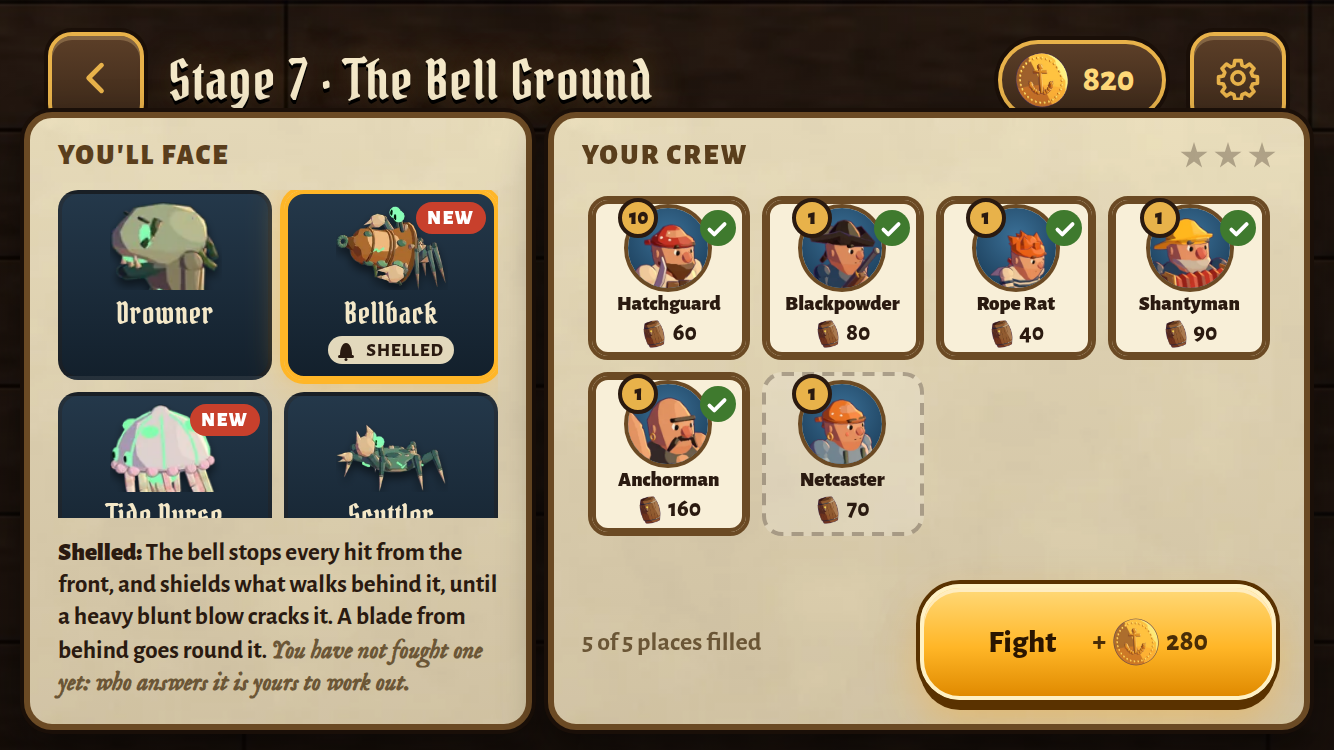 Stage 7 · The Bell Ground
820
YOU'LL FACE
Drowner
NEW
Bellback
SHELLED
NEW
Shelled: The bell stops every hit from the
front, and shields what walks behind it, until
a heavy blunt blow cracks it. A blade from
behind goes round it. You have not fought one
yet: who answers it is yours to work out.
YOUR CREW
10
Hatchguard
60
1
Blackpowder
80
1
Rope Rat
40
1
Shantyman
90
1
Anchorman
160
1
Netcaster
70
5 of 5 places filled
Fight + 280